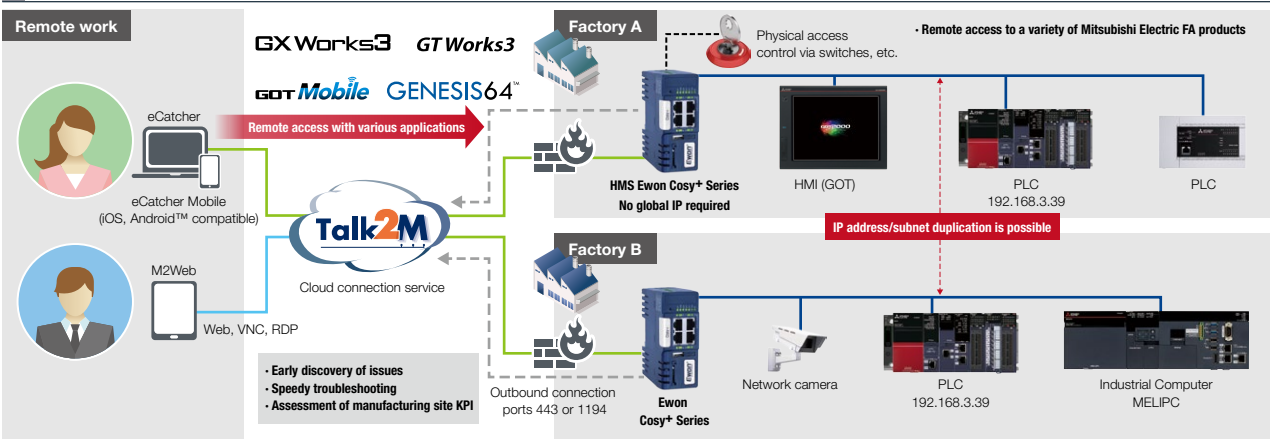 Remote work
eCatcher
eCatcher Mobile
(iOS, Android™ compatible)
M2Web
Web, VNC, RDP
GX Works3
GT Works3
GOT Mobile
GENESIS64™
Remote access with various applications
Talk2M
Cloud connection service
· Early discovery of issues
· Speedy troubleshooting
· Assessment of manufacturing site KPI
Outbound connection
ports 443 or 1194
Factory A
Physical access
control via switches, etc.
· Remote access to a variety of Mitsubishi Electric FA products
EWON
HMS Ewon Cosy+ Series
No global IP required
HMI (GOT)
PLC
192.168.3.39
PLC
IP address/subnet duplication is possible
Factory B
EWON
Ewon
Cosy+ Series
Network camera
PLC
192.168.3.39
Industrial Computer
MELIPC